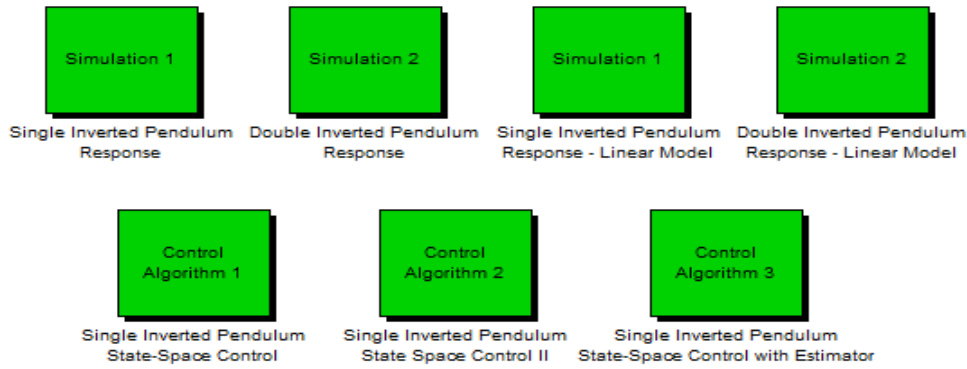 Simulation 1
Simulation 2
Simulation 1
Simulation 2
Single Inverted Pendulum
Response
Double Inverted Pendulum
Response
Single Inverted Pendulum
Response - Linear Model
Double Inverted Pendulum
Response - Linear Model
Control
Algorithm 1
Control
Algorithm 2
Control
Algorithm 3
Single Inverted Pendulum
State-Space Control
Single Inverted Pendulum
State Space Control II
Single Inverted Pendulum
State-Space Control with Estimator